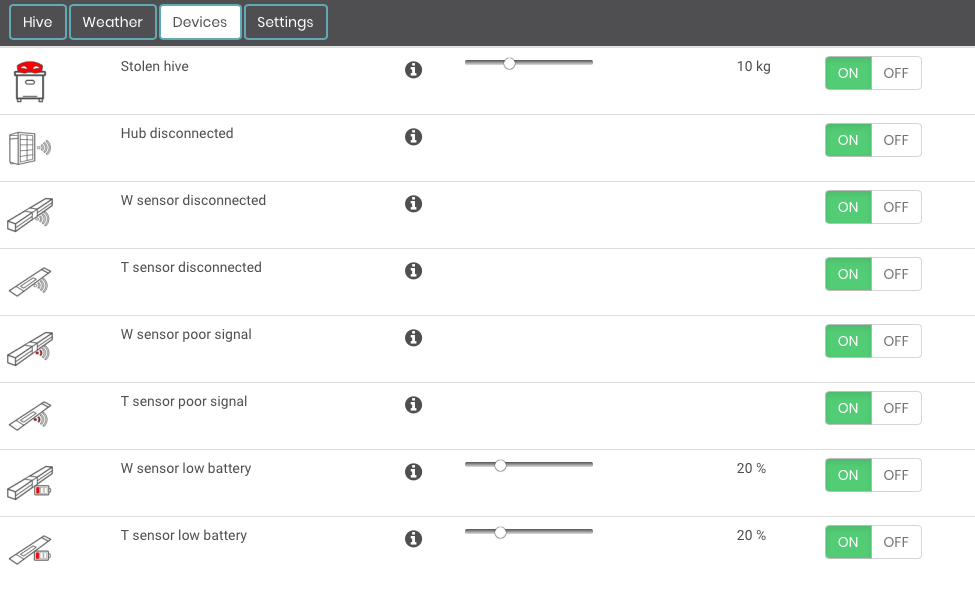 Hive Weather Devices Settings
Stolen hive 10 kg ON OFF
Hub disconnected ON OFF
W sensor disconnected ON OFF
T sensor disconnected ON OFF
W sensor poor signal ON OFF
T sensor poor signal ON OFF
W sensor low battery 20 % ON OFF
T sensor low battery 20 % ON OFF